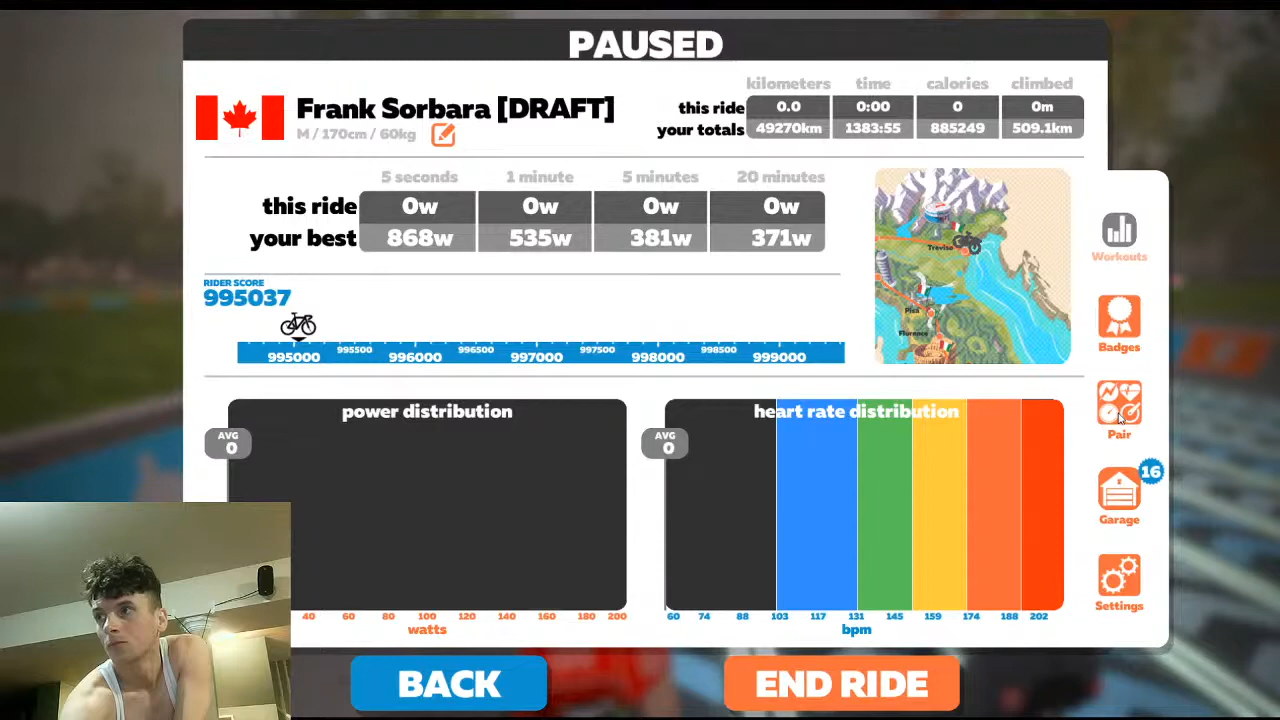 PAUSED
kilometers time calories climbed
Frank Sorbara [DRAFT]
M / 170cm / 60kg
this ride 0.0 0:00 0 0m
your totals 49270km 1383:55 885249 509.1km
5 seconds 1 minute 5 minutes 20 minutes
this ride 0w 0w 0w 0w
your best 868w 535w 381w 371w
Treviso
Pisa
Florence
RIDER SCORE
995037
995000 995500 996000 996500 997000 997500 998000 998500 999000
power distribution
AVG
0
40 60 80 100 120 140 160 180 200
watts
heart rate distribution
AVG
0
60 74 88 103 117 131 145 159 174 188 202
bpm
Workouts
Badges
Pair
16
Garage
Settings
BACK
END RIDE